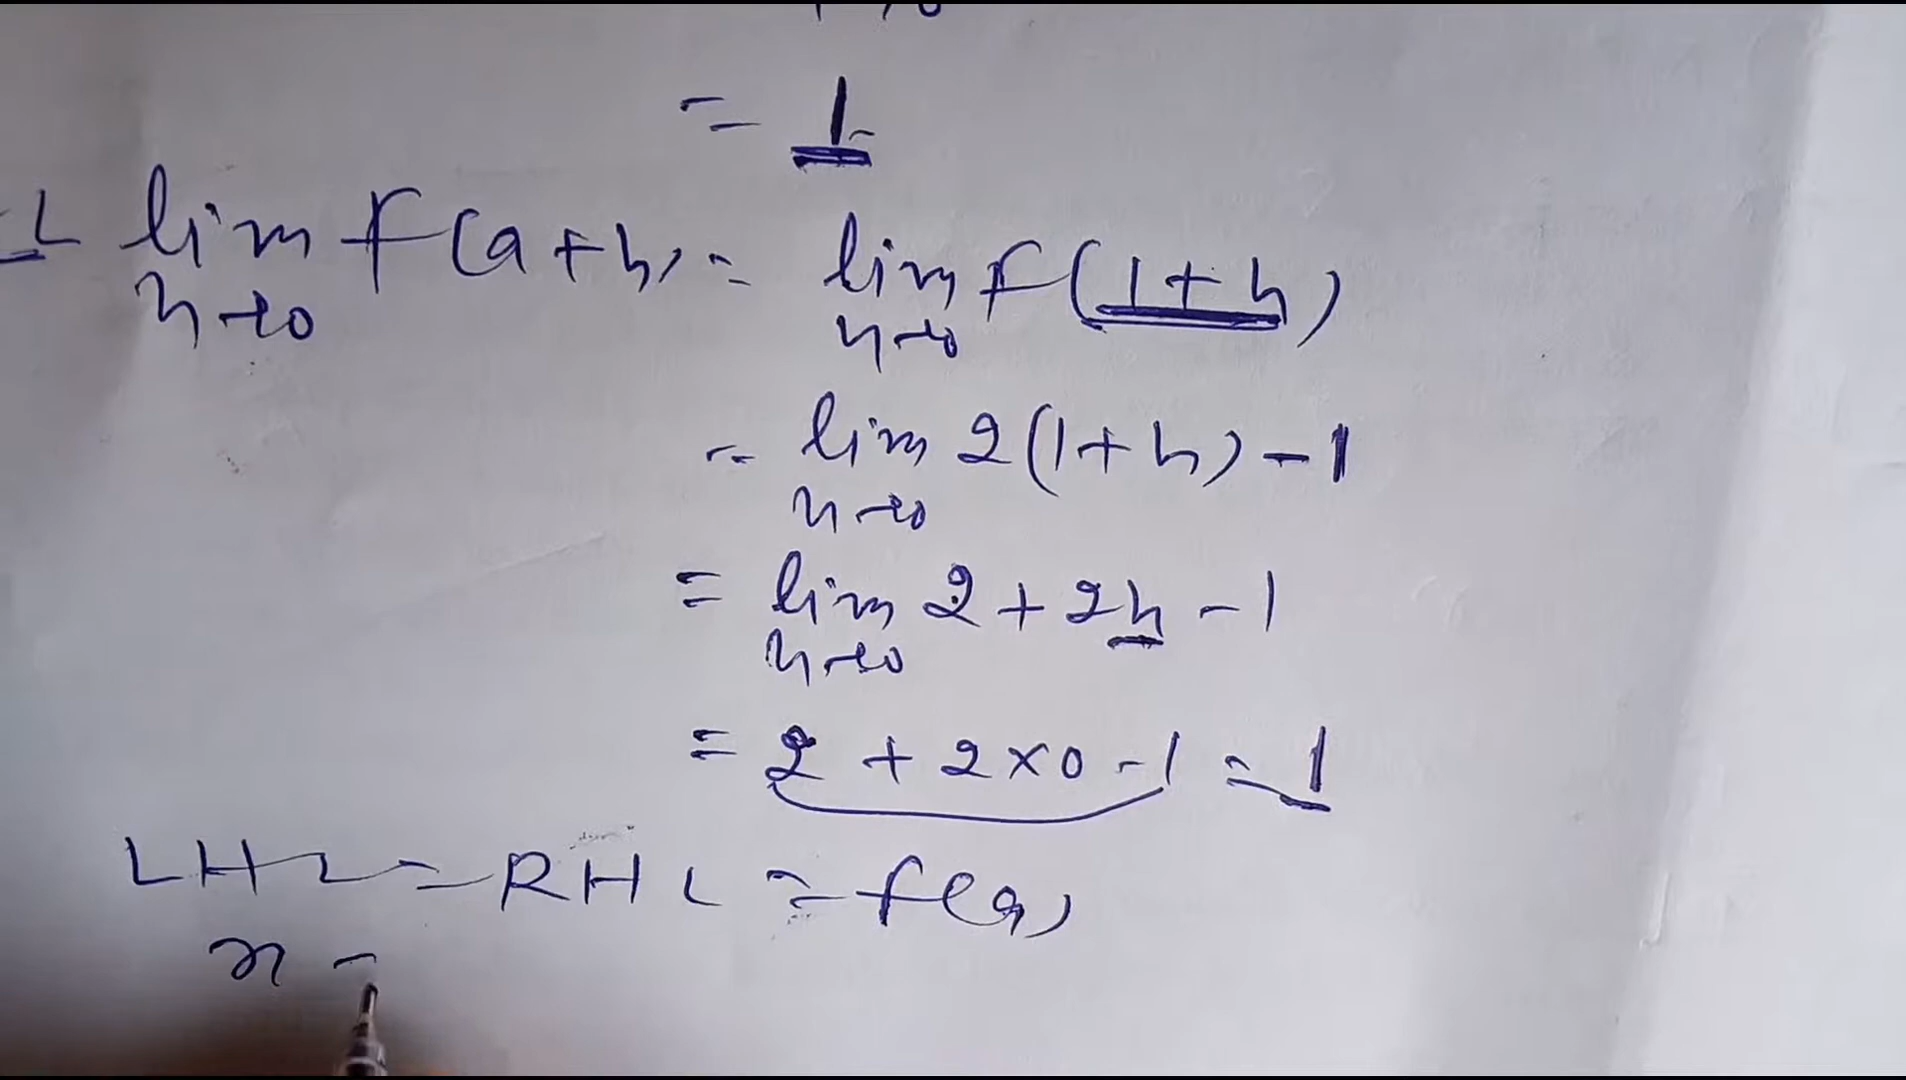 = 1
L lim f(a+h) = lim f(1+h)
h→0 h→0
= lim 2(1+h)-1
h→0
= lim 2+2h-1
h→0
= 2 + 2×0-1 = 1
LHL = RHL = f(a)
x =